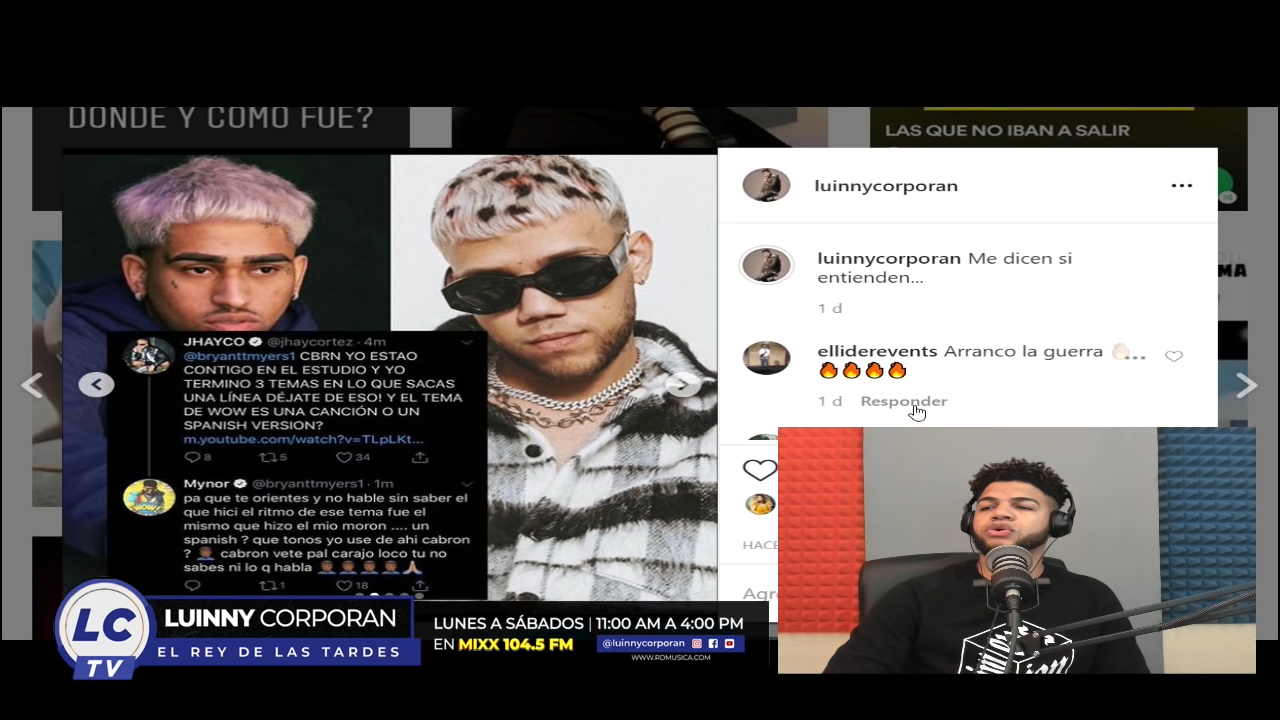 DONDE Y COMO FUE?
LAS QUE NO IBAN A SALIR
luinnycorporan
luinnycorporan Me dicen si
entienden...
1 d
elliderevents Arranco la guerra 🔥
🔥🔥🔥🔥
1 d Responder
HACE
Agre
JHAYCO @jhaycortez · 4m
@bryanttmyers1 CBRN YO ESTAO
CONTIGO EN EL ESTUDIO Y YO
TERMINO 3 TEMAS EN LO QUE SACAS
UNA LÍNEA DÉJATE DE ESO! Y EL TEMA
DE WOW ES UNA CANCIÓN O UN
SPANISH VERSION?
m.youtube.com/watch?v=TLpLKt...
8 5 34
Mynor @bryanttmyers1 · 1m
pa que te orientes y no hable sin saber el
que hici el ritmo de ese tema fue el
mismo que hizo el mio moron .... un
spanish ? que tonos yo use de ahi cabron
? 🤦🏾‍♂️ cabron vete pal carajo loco tu no
sabes ni lo q habla 🤦🏾‍♂️🤦🏾‍♂️🤦🏾‍♂️🤦🏾‍♂️🙏🏽
1 18
LC
TV
LUINNY CORPORAN
EL REY DE LAS TARDES
LUNES A SÁBADOS | 11:00 AM A 4:00 PM
EN MIXX 104.5 FM @luinnycorporan
WWW.RDMUSICA.COM